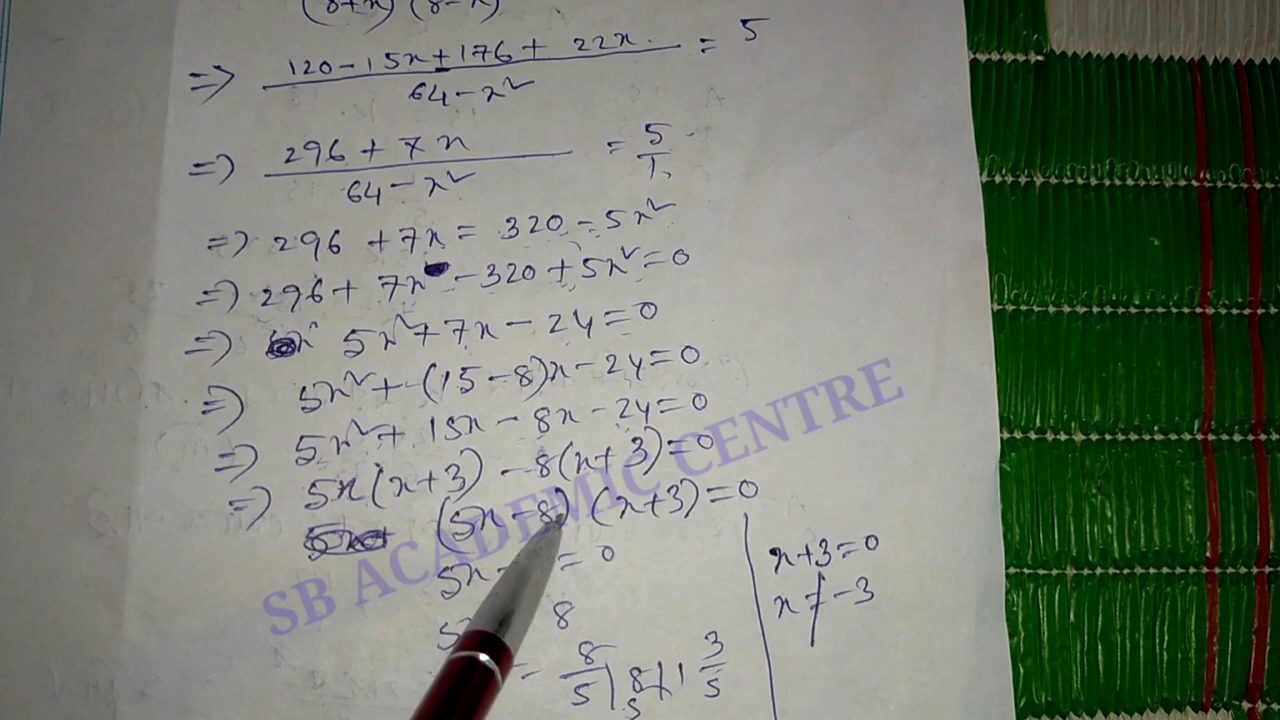 (8+x) (8-x)
=> 120-15x+176+ 22x / 64-x² = 5
=> 296+7x / 64-x² = 5/1
=> 296 +7x = 320-5x²
=> 296+ 7x -320+5x²=0
=> 5x²+7x-24=0
=> 5x²+(15-8)x-24=0
=> 5x²+ 15x-8x-24=0
=> 5x(x+3) -8(x+3)=0
(5x-8) (x+3)=0
5x- =0
x+3=0
x≠-3
8
= 8/5
8 1 3/5
5
SB ACADEMIC CENTRE